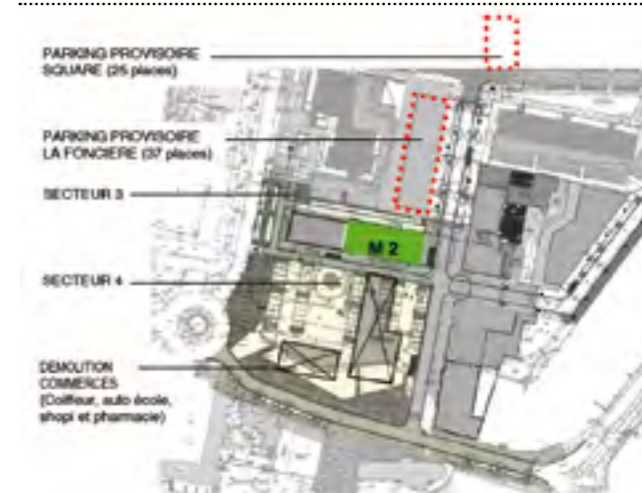 PARKING PROVISOIRE
SQUARE (25 places)
PARKING PROVISOIRE
LA FONCIERE (37 places)
SECTEUR 3
M 2
SECTEUR 4
DEMOLITION
COMMERCES
(Coiffeur, auto école,
shopi et pharmacie)